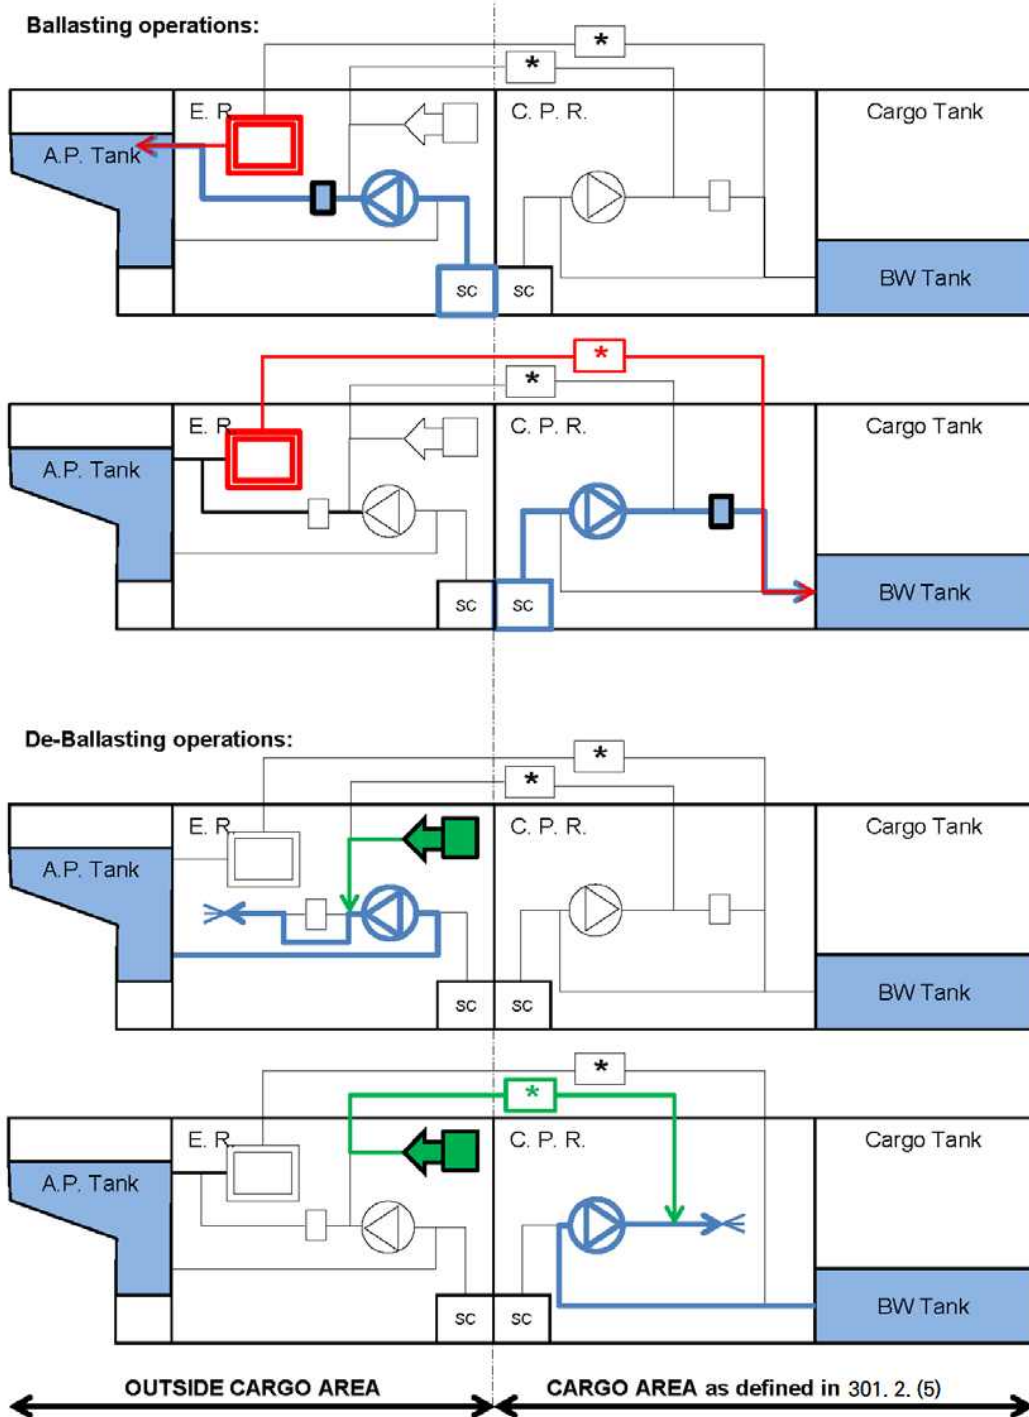 Ballasting operations:
*
*
E. R.
C. P. R.
Cargo Tank
A.P. Tank
BW Tank
SC
SC
*
*
E. R.
C. P. R.
Cargo Tank
A.P. Tank
BW Tank
SC
SC
De-Ballasting operations:
*
*
E. R.
C. P. R.
Cargo Tank
A.P. Tank
BW Tank
SC
SC
*
*
E. R.
C. P. R.
Cargo Tank
A.P. Tank
BW Tank
SC
SC
OUTSIDE CARGO AREA
CARGO AREA as defined in 301. 2. (5)